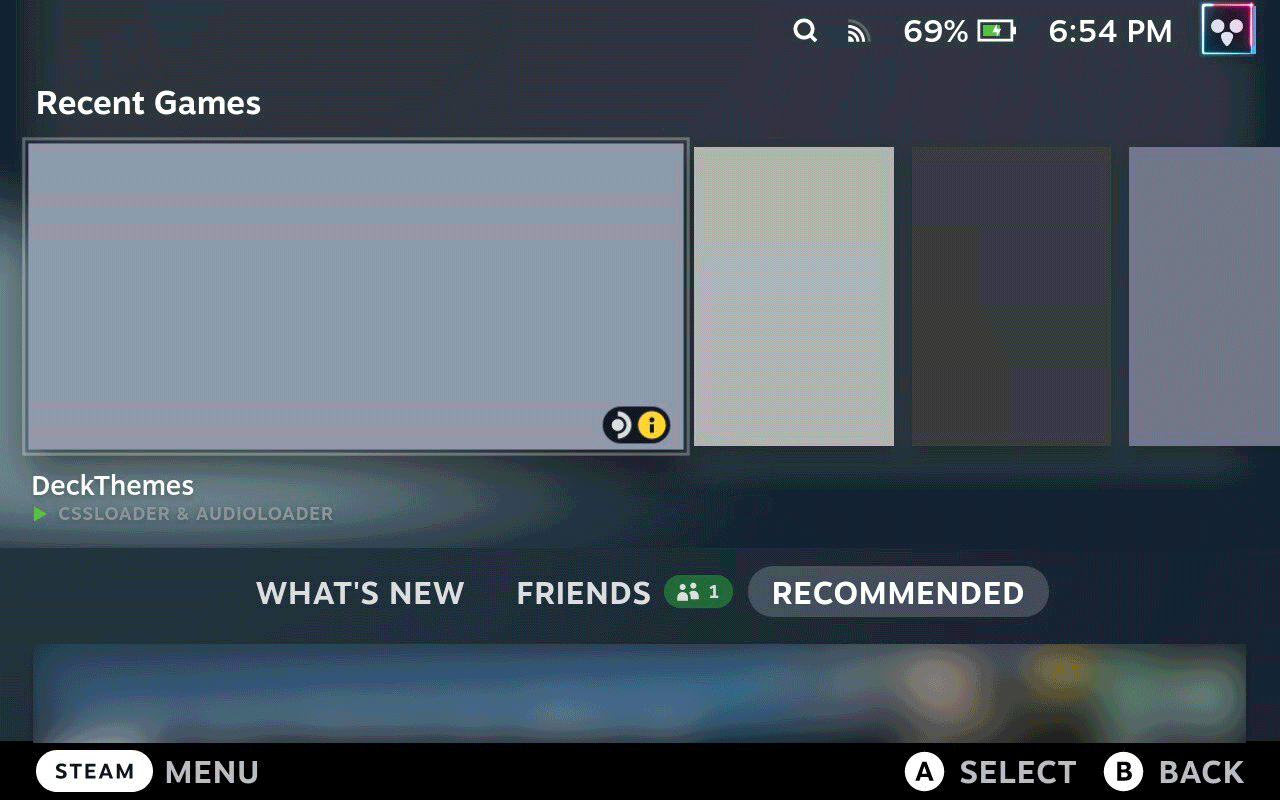 69% 6:54 PM
Recent Games
DeckThemes
CSSLOADER & AUDIOLOADER
WHAT'S NEW FRIENDS 1 RECOMMENDED
STEAM MENU A SELECT B BACK